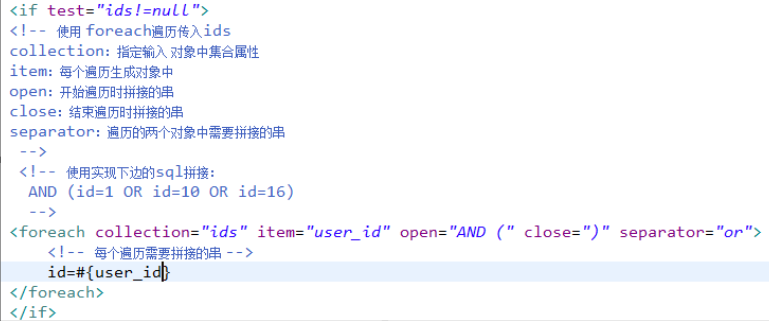 <if test="ids!=null">
<!-- 使用 foreach遍历传入ids
collection：指定输入 对象中集合属性
item：每个遍历生成对象中
open：开始遍历时拼接的串
close：结束遍历时拼接的串
separator：遍历的两个对象中需要拼接的串
-->
<!-- 使用实现下边的sql拼接：
AND (id=1 OR id=10 OR id=16)
-->
<foreach collection="ids" item="user_id" open="AND (" close=")" separator="or">
<!-- 每个遍历需要拼接的串 -->
id=#{user_id}
</foreach>
</if>